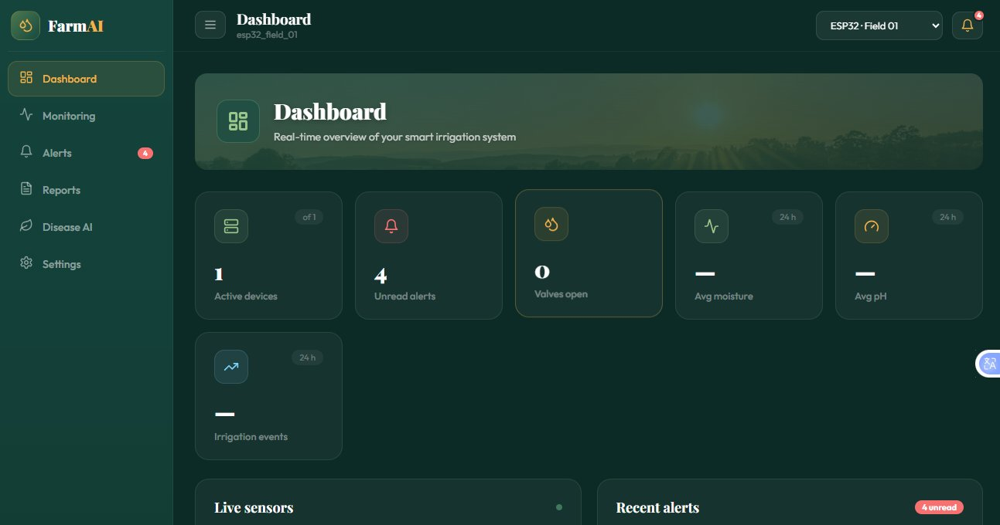 FarmAI
Dashboard
Monitoring
Alerts
4
Reports
Disease AI
Settings
Dashboard
esp32_field_01
ESP32 · Field 01
4
Dashboard
Real-time overview of your smart irrigation system
of 1
1
Active devices
4
Unread alerts
0
Valves open
24 h
—
Avg moisture
24 h
—
Avg pH
24 h
—
Irrigation events
Live sensors
Recent alerts
4 unread